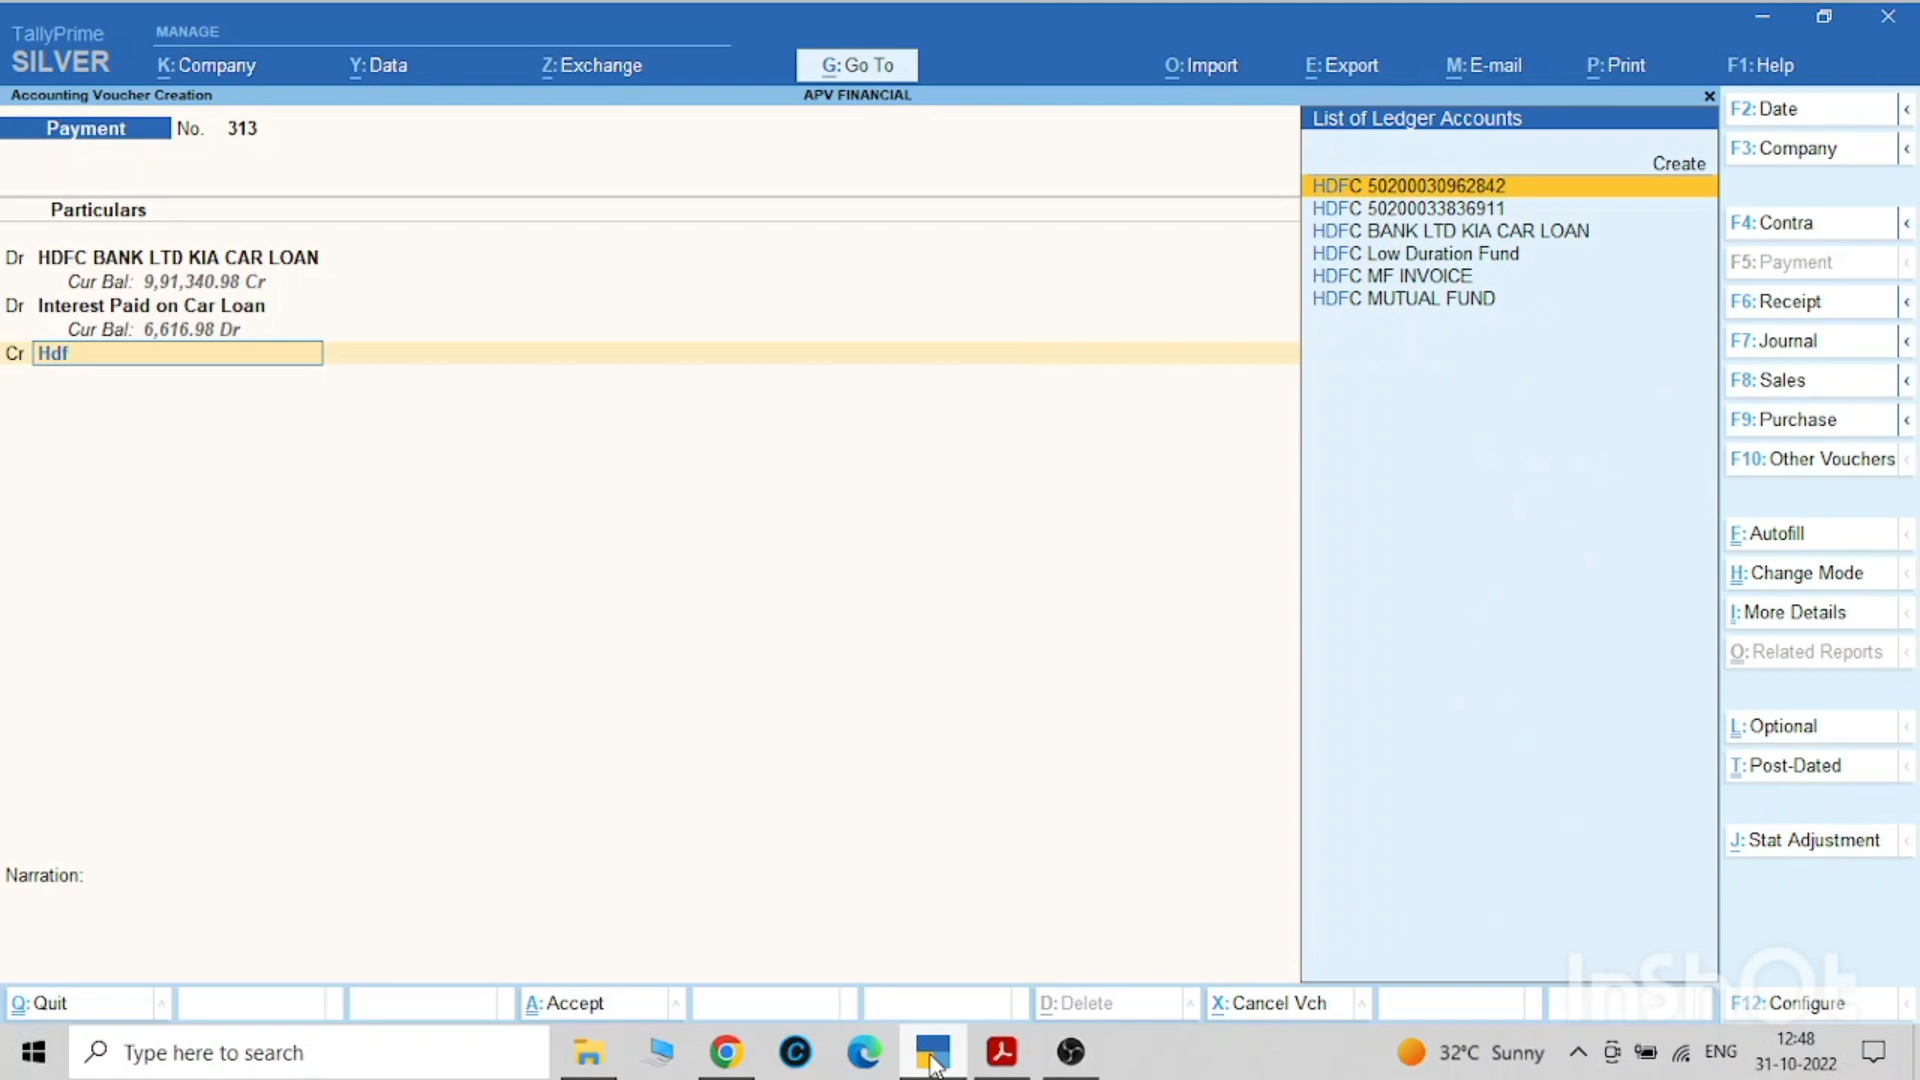 TallyPrime
SILVER
MANAGE
K: Company
Y: Data
Z: Exchange
G: Go To
O: Import
E: Export
M: E-mail
P: Print
F1: Help
Accounting Voucher Creation
APV FINANCIAL
Payment No. 313
Particulars
Dr HDFC BANK LTD KIA CAR LOAN
Cur Bal: 9,91,340.98 Cr
Dr Interest Paid on Car Loan
Cur Bal: 6,616.98 Dr
Cr Hdf
Narration:
List of Ledger Accounts
Create
HDFC 50200030962842
HDFC 50200033836911
HDFC BANK LTD KIA CAR LOAN
HDFC Low Duration Fund
HDFC MF INVOICE
HDFC MUTUAL FUND
F2: Date
F3: Company
F4: Contra
F5: Payment
F6: Receipt
F7: Journal
F8: Sales
F9: Purchase
F10: Other Vouchers
F: Autofill
H: Change Mode
I: More Details
O: Related Reports
L: Optional
T: Post-Dated
J: Stat Adjustment
InShOt
Q: Quit
A: Accept
D: Delete
X: Cancel Vch
F12: Configure
Type here to search
32°C Sunny
ENG
12:48
31-10-2022